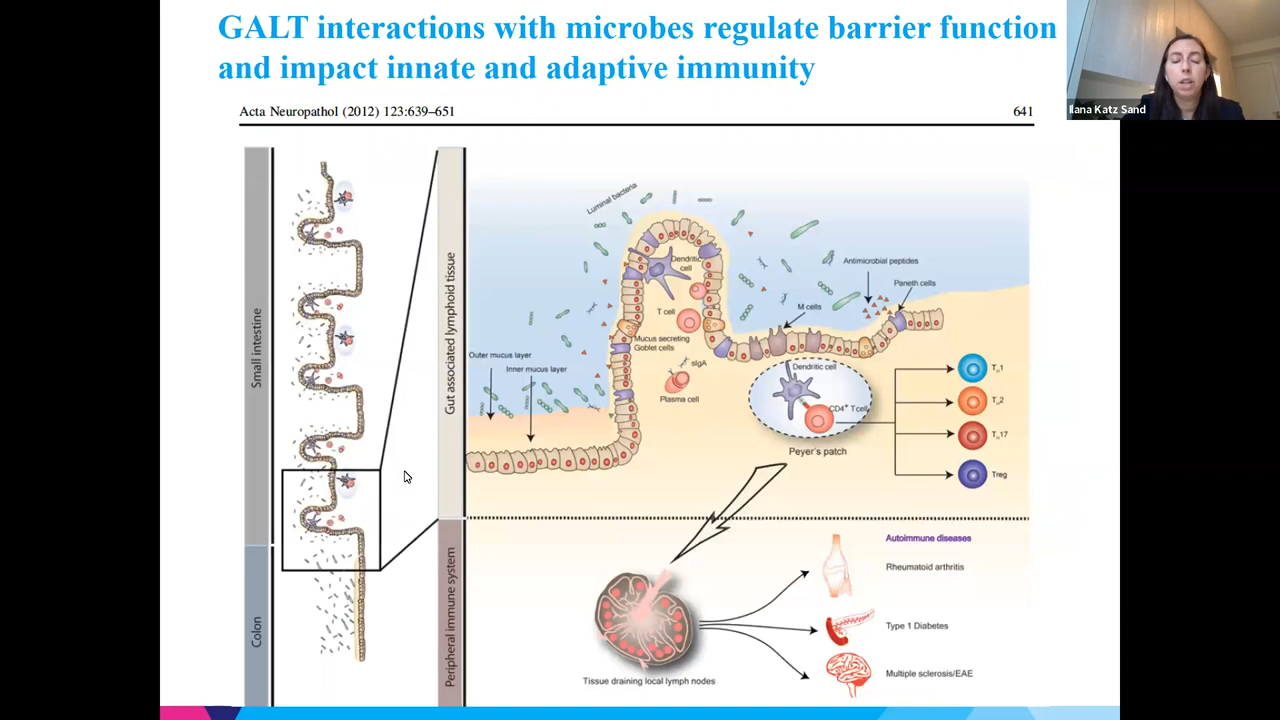 GALT interactions with microbes regulate barrier function
and impact innate and adaptive immunity
Ilana Katz Sand
Acta Neuropathol (2012) 123:639–651
641
Small intestine
Colon
Gut associated lymphoid tissue
Peripheral immune system
Luminal bacteria
Dendritic
cell
T cell
Mucus secreting
Goblet cells
sIgA
Plasma cell
Outer mucus layer
Inner mucus layer
Antimicrobial peptides
Paneth cells
M cells
Dendritic cell
CD4+ Tcell
Peyer's patch
TH1
TH2
TH17
Treg
Tissue draining local lymph nodes
Autoimmune diseases
Rheumatoid arthritis
Type 1 Diabetes
Multiple sclerosis/EAE